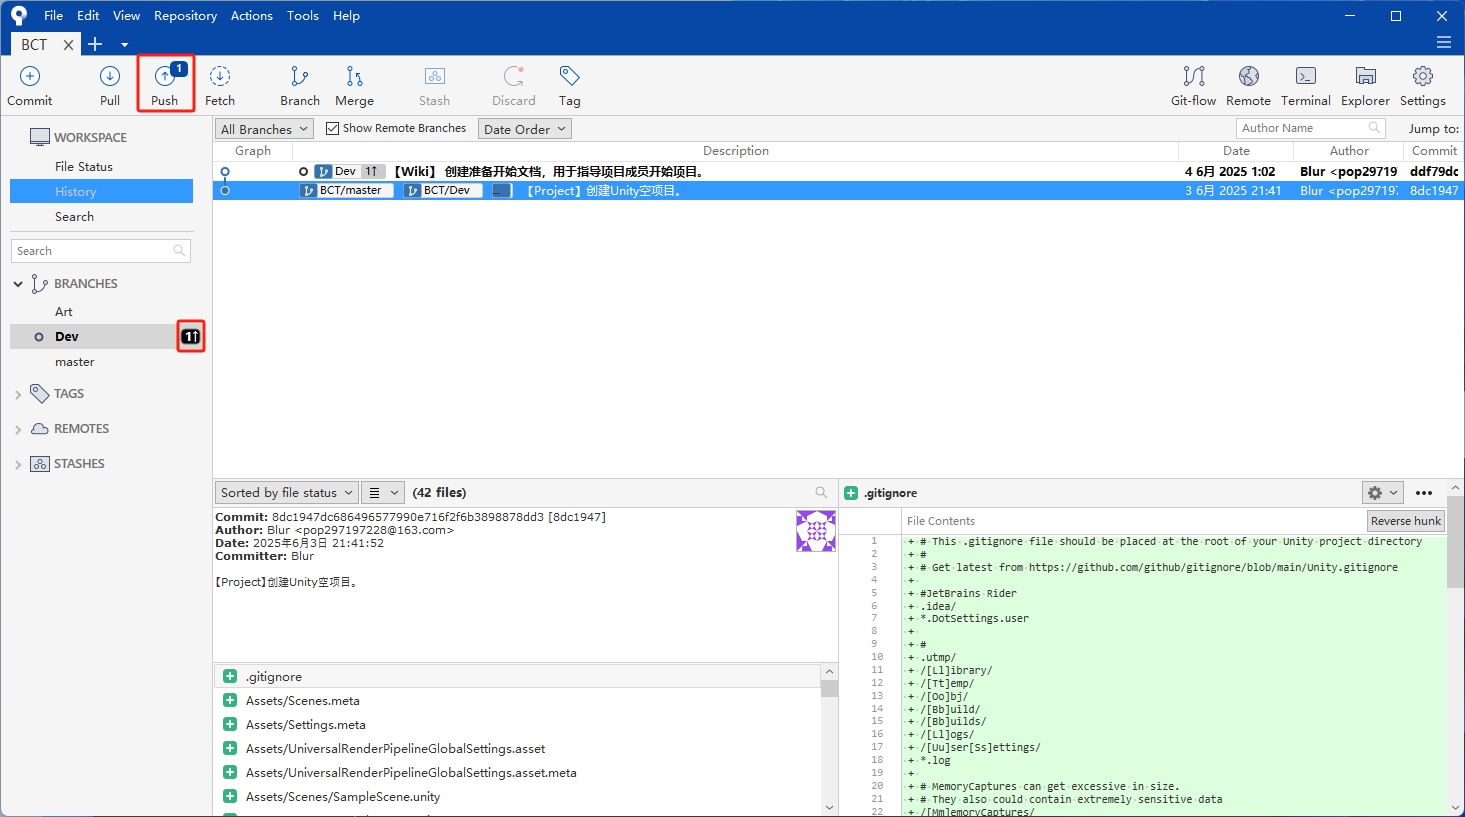 File Edit View Repository Actions Tools Help
BCT
Commit Pull Push 1 Fetch Branch Merge Stash Discard Tag Git-flow Remote Terminal Explorer Settings
WORKSPACE
File Status
History
Search
Search
BRANCHES
Art
Dev 1↑
master
TAGS
REMOTES
STASHES
All Branches Show Remote Branches Date Order Author Name Jump to:
Graph Description Date Author Commit
Dev 1↑ 【Wiki】 创建准备开始文档，用于指导项目成员开始项目。 4 6月 2025 1:02 Blur <pop29719 ddf79dc
BCT/master BCT/Dev ... 【Project】创建Unity空项目。 3 6月 2025 21:41 Blur <pop29719 8dc1947
Sorted by file status (42 files)
Commit: 8dc1947dc686496577990e716f2f6b3898878dd3 [8dc1947]
Author: Blur <pop297197228@163.com>
Date: 2025年6月3日 21:41:52
Committer: Blur
【Project】创建Unity空项目。
.gitignore
Assets/Scenes.meta
Assets/Settings.meta
Assets/UniversalRenderPipelineGlobalSettings.asset
Assets/UniversalRenderPipelineGlobalSettings.asset.meta
Assets/Scenes/SampleScene.unity
.gitignore
File Contents Reverse hunk
1 + # This .gitignore file should be placed at the root of your Unity project directory
2 + #
3 + # Get latest from https://github.com/github/gitignore/blob/main/Unity.gitignore
4 +
5 + #JetBrains Rider
6 + .idea/
7 + *.DotSettings.user
8 +
9 + #
10 + .utmp/
11 + /[Ll]ibrary/
12 + /[Tt]emp/
13 + /[Oo]bj/
14 + /[Bb]uild/
15 + /[Bb]uilds/
16 + /[Ll]ogs/
17 + /[Uu]ser[Ss]ettings/
18 + *.log
19 +
20 + # MemoryCaptures can get excessive in size.
21 + # They also could contain extremely sensitive data
22 + /[Mm]emoryCaptures/